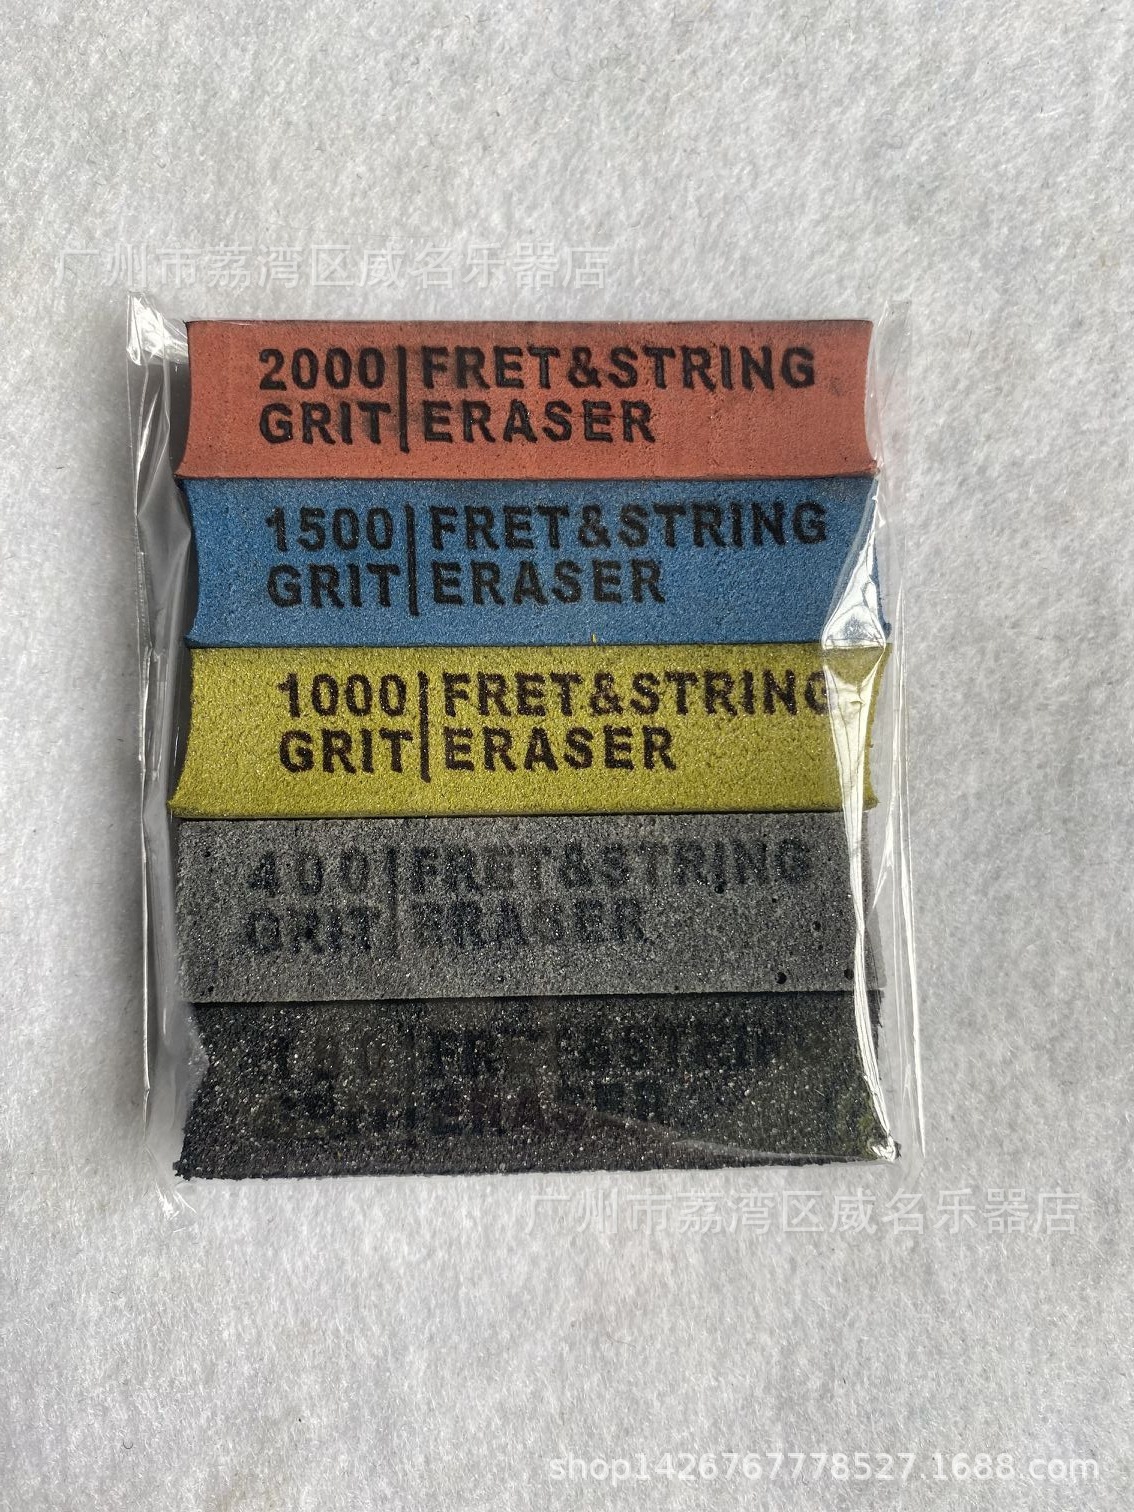 广州市荔湾区威名乐器店
2000 FRET&STRING
GRIT ERASER
1500 FRET&STRING
GRIT ERASER
1000 FRET&STRING
GRIT ERASER
400 FRET&STRING
GRIT ERASER
ERASER
广州市荔湾区威名乐器店
shop1426767778527.1688.com